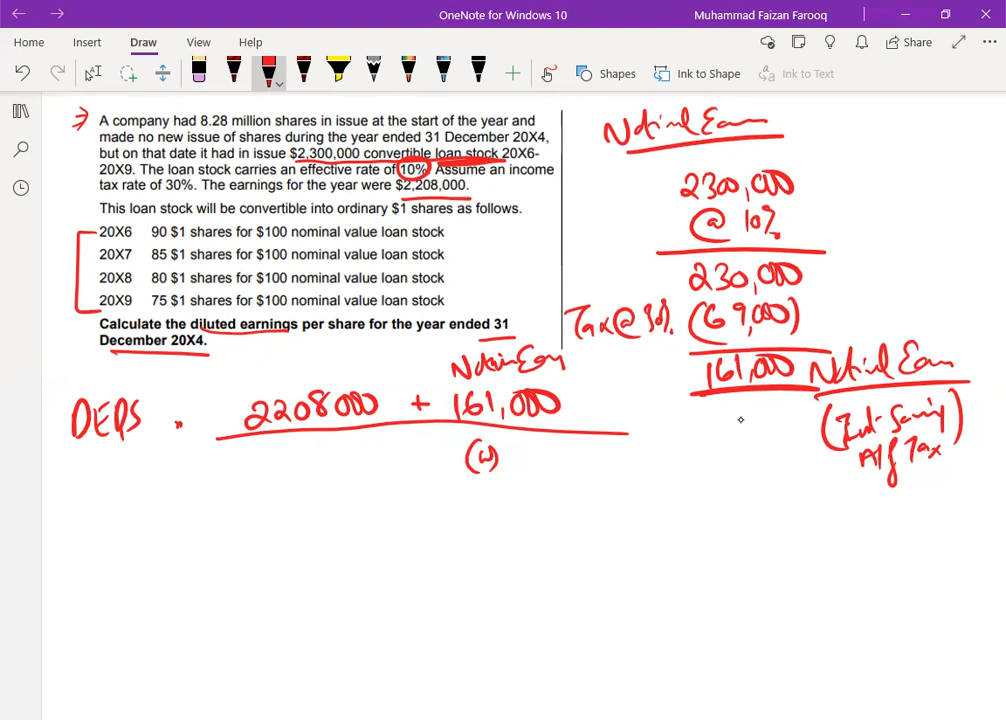 OneNote for Windows 10
Muhammad Faizan Farooq
Home Insert Draw View Help
Share
Shapes
Ink to Shape
Ink to Text
A company had 8.28 million shares in issue at the start of the year and
made no new issue of shares during the year ended 31 December 20X4,
but on that date it had in issue $2,300,000 convertible loan stock 20X6-
20X9. The loan stock carries an effective rate of 10%. Assume an income
tax rate of 30%. The earnings for the year were $2,208,000.
This loan stock will be convertible into ordinary $1 shares as follows.
20X6 90 $1 shares for $100 nominal value loan stock
20X7 85 $1 shares for $100 nominal value loan stock
20X8 80 $1 shares for $100 nominal value loan stock
20X9 75 $1 shares for $100 nominal value loan stock
Calculate the diluted earnings per share for the year ended 31
December 20X4.
2300,000
@ 10%
230,000
Tax @ 30%. (69,000)
161,000
Tax
DEPS
2208000 + 161,000
(w)